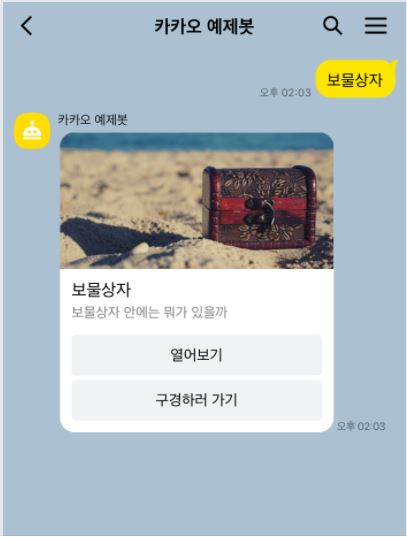 카카오 예제봇
보물상자
오후 02:03
카카오 예제봇
보물상자
보물상자 안에는 뭐가 있을까
열어보기
구경하러 가기
오후 02:03